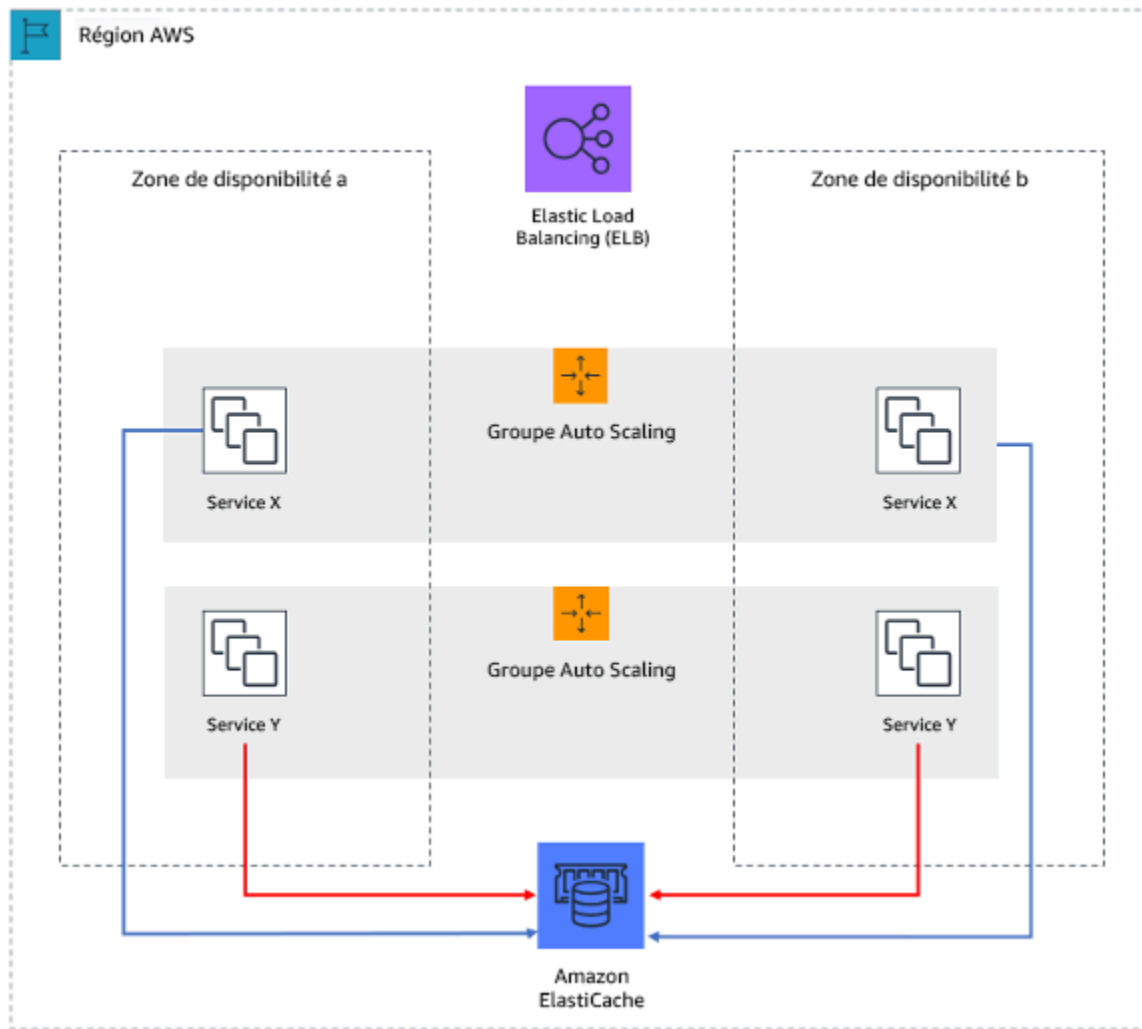 Région AWS
Elastic Load
Balancing (ELB)
Zone de disponibilité a
Zone de disponibilité b
Groupe Auto Scaling
Service X
Service X
Groupe Auto Scaling
Service Y
Service Y
Amazon
ElastiCache